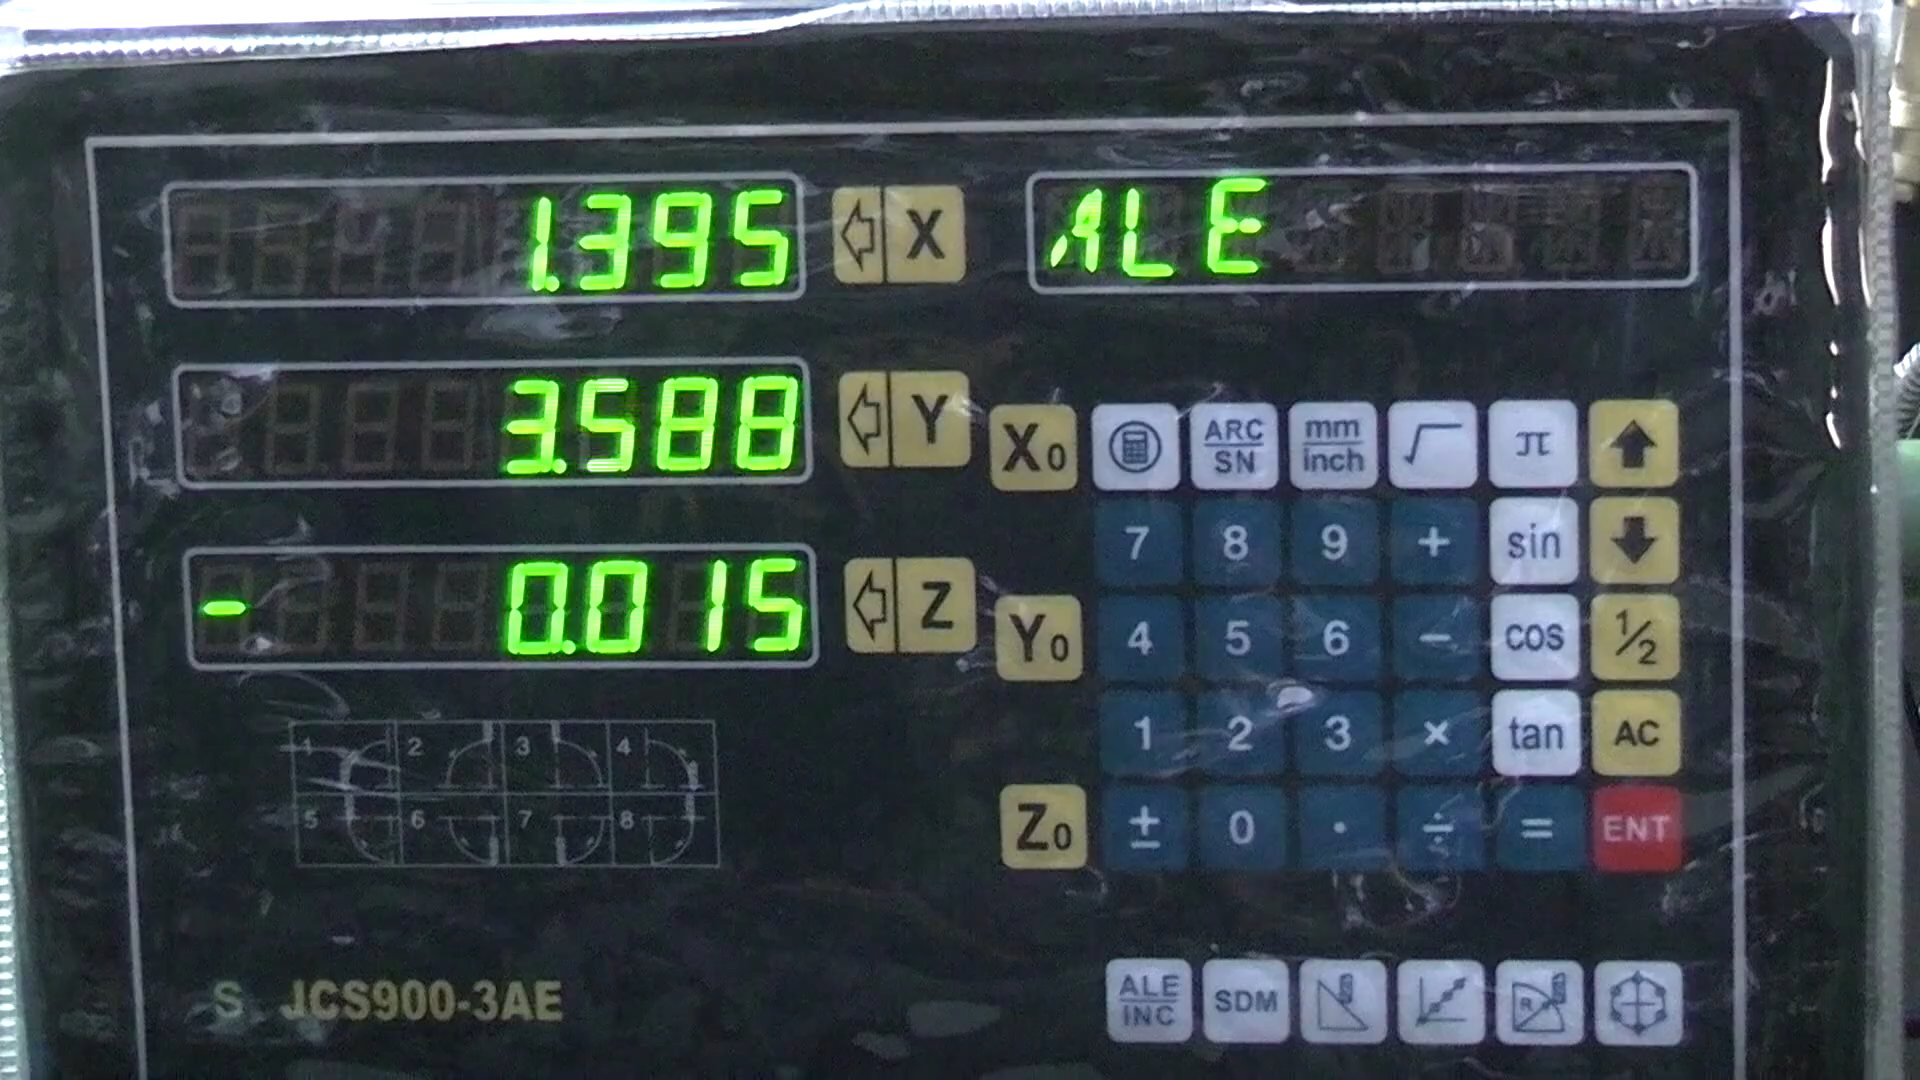 1.395 X ALE
3.588 Y
X0 ARC/SN mm/inch √ π
7 8 9 + sin
- 0.015 Z
Y0 4 5 6 − cos 1/2
1 2 3 × tan AC
Z0 ± 0 . ÷ = ENT
1 2 3 4
5 6 7 8
S JCS900-3AE
ALE/INC SDM R